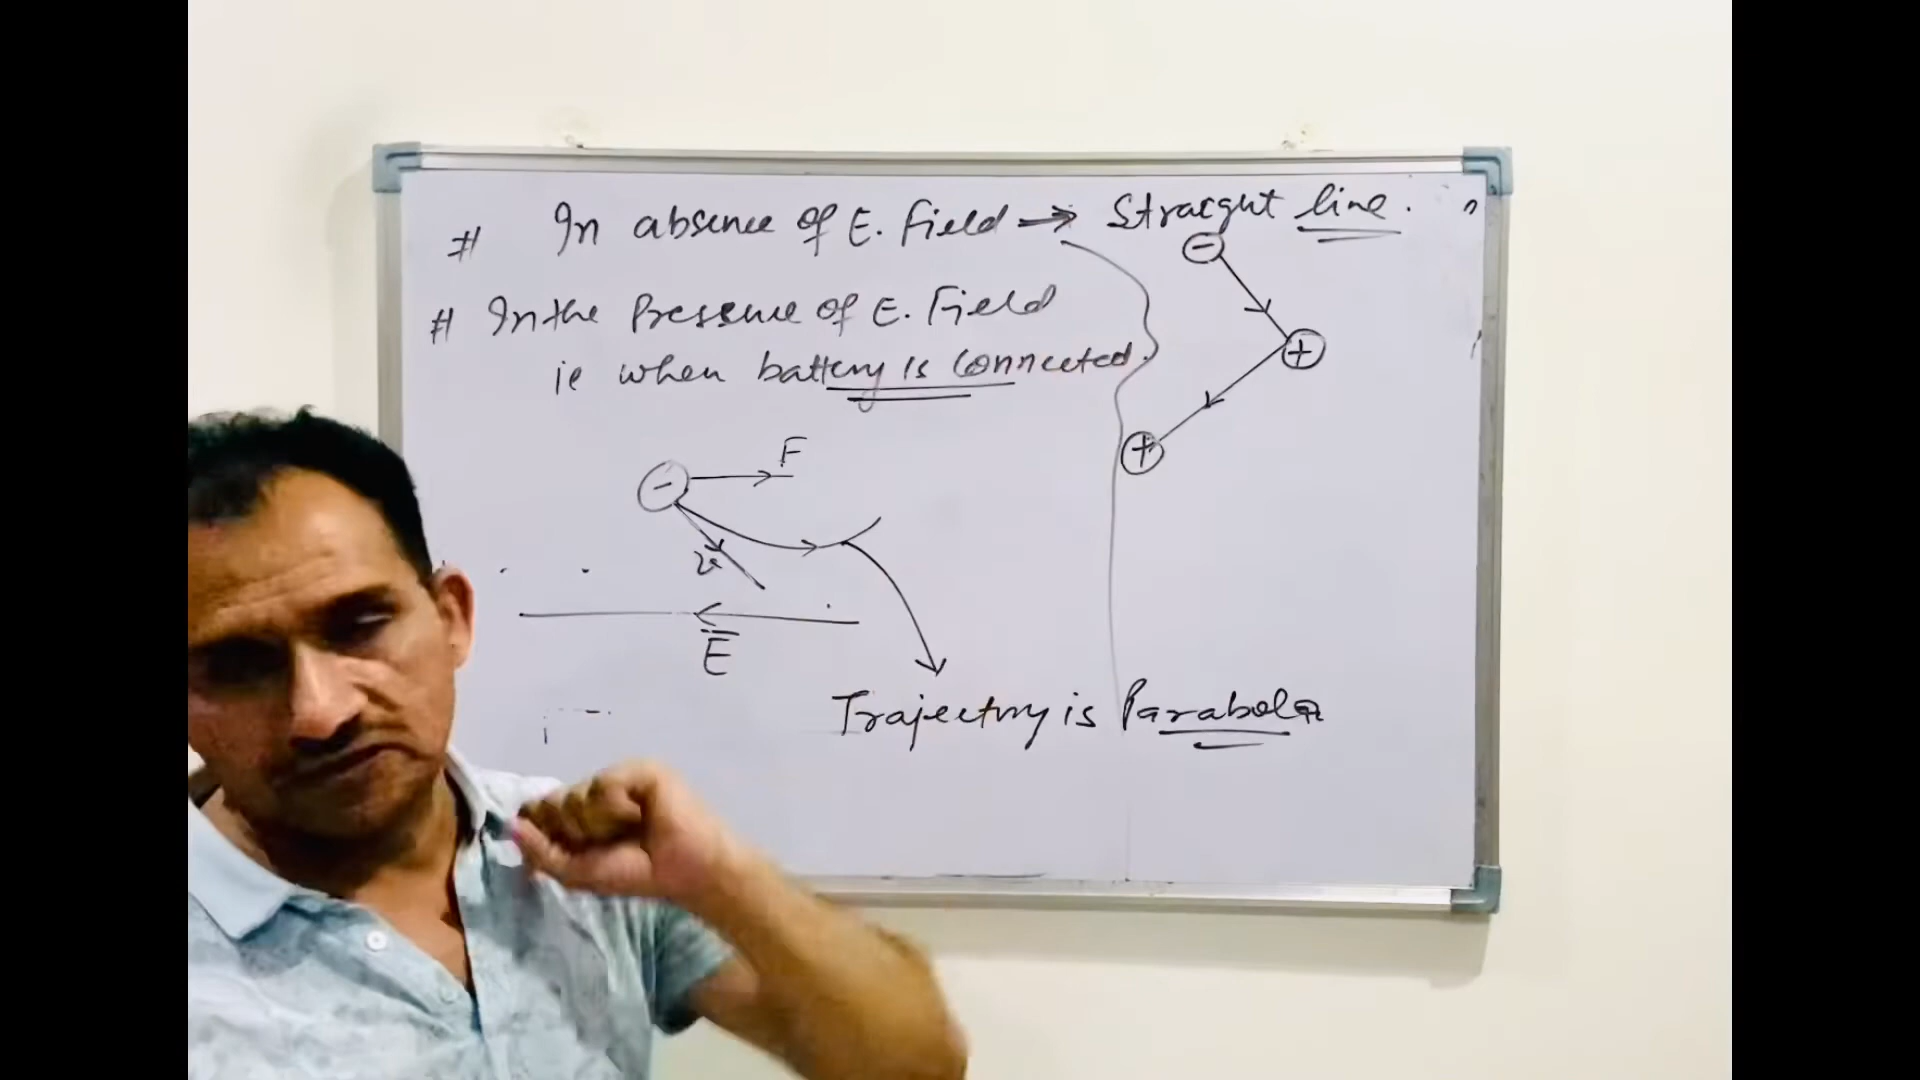 # In absence of E. Field → Straight line.
# In the Presence of E. Field
ie when battery is connected.
−
+
+
− F
v
E
Trajectory is Parabola